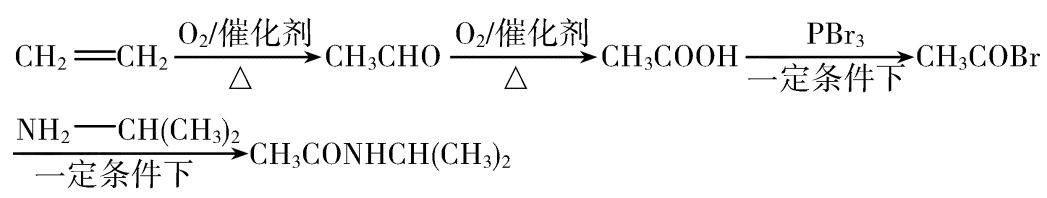 CH₂=CH₂ —O₂/催化剂, △→ CH₃CHO —O₂/催化剂, △→ CH₃COOH —PBr₃, 一定条件下→ CH₃COBr
—NH₂—CH(CH₃)₂, 一定条件下→ CH₃CONHCH(CH₃)₂